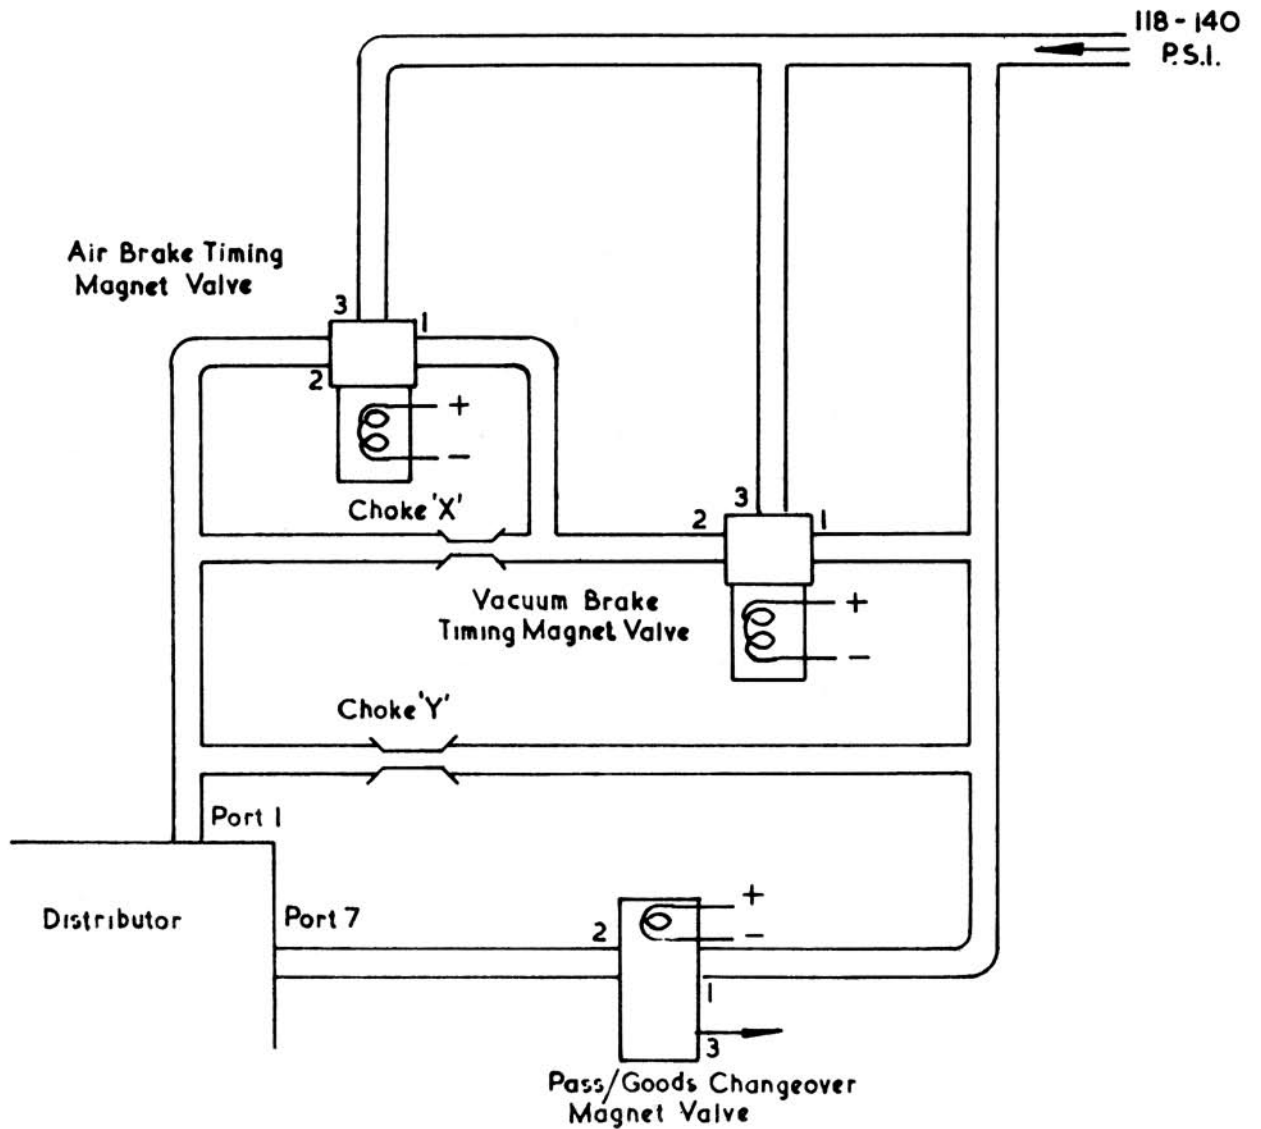 118 - 140
P.S.I.
Air Brake Timing
Magnet Valve
3
1
2
+
-
Choke 'X'
3
2
1
Vacuum Brake
Timing Magnet Valve
+
-
Choke 'Y'
Port 1
Distributor
Port 7
+
-
2
1
3
Pass/Goods Changeover
Magnet Valve